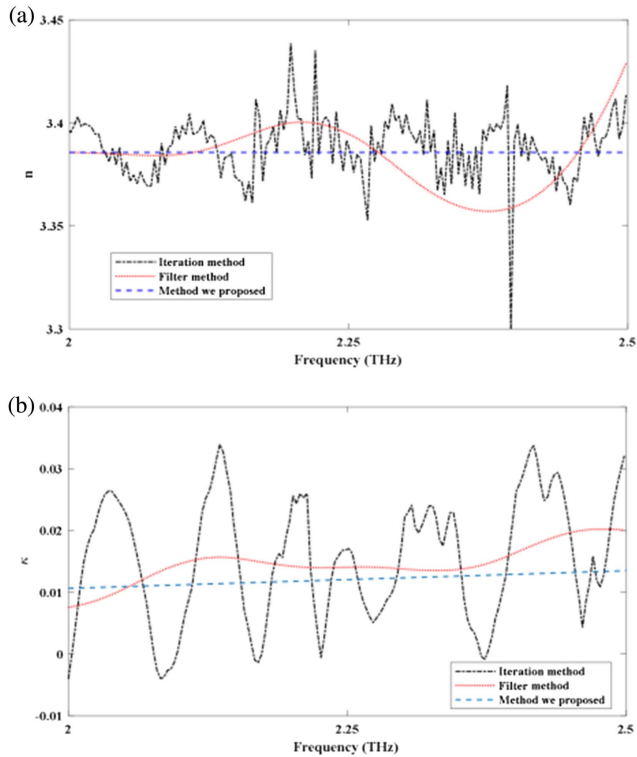 (a)
3.45
3.4
n
3.35
3.3
Iteration method
Filter method
Method we proposed
2
2.25
2.5
Frequency (THz)
(b)
0.04
0.03
0.02
κ
0.01
0
-0.01
Iteration method
Filter method
Method we proposed
2
2.25
2.5
Frequency (THz)